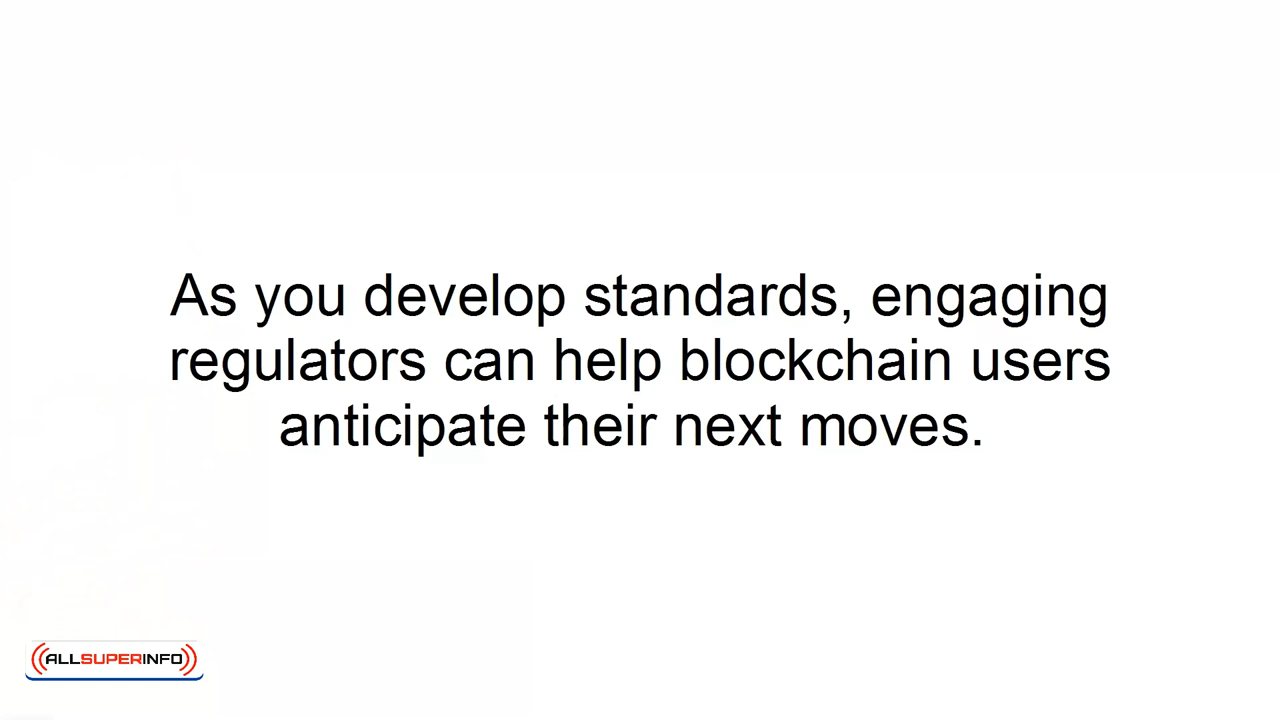 As you develop standards, engaging
regulators can help blockchain users
anticipate their next moves.
ALLSUPERINFO